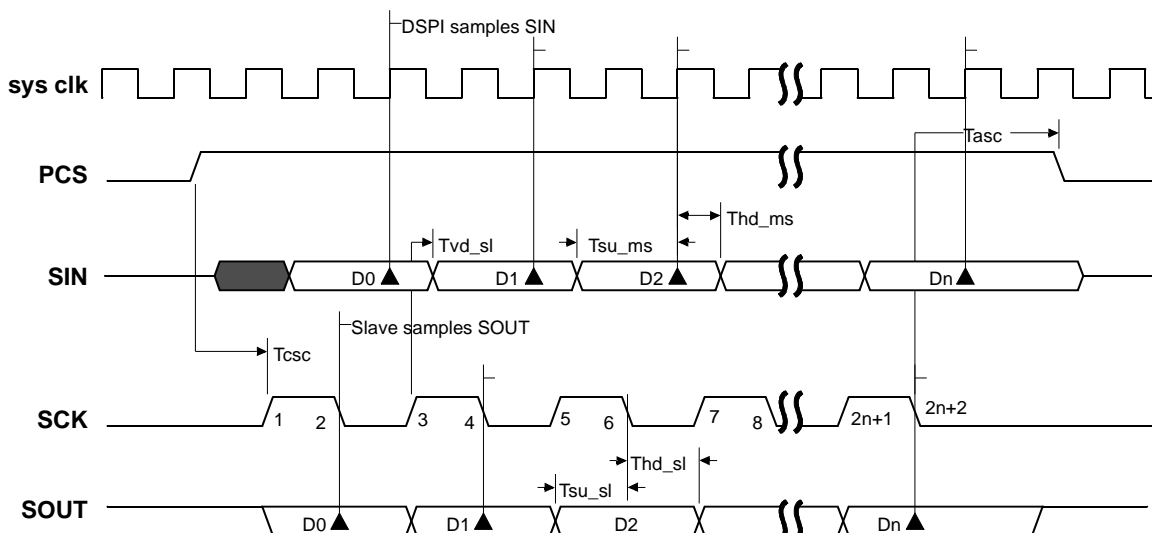 DSPI samples SIN
sys clk
Tasc
PCS
Thd_ms
Tvd_sl
Tsu_ms
SIN
D0
D1
D2
Dn
Slave samples SOUT
Tcsc
SCK
1
2
3
4
5
6
7
8
2n+1
2n+2
Thd_sl
Tsu_sl
SOUT
D0
D1
D2
Dn